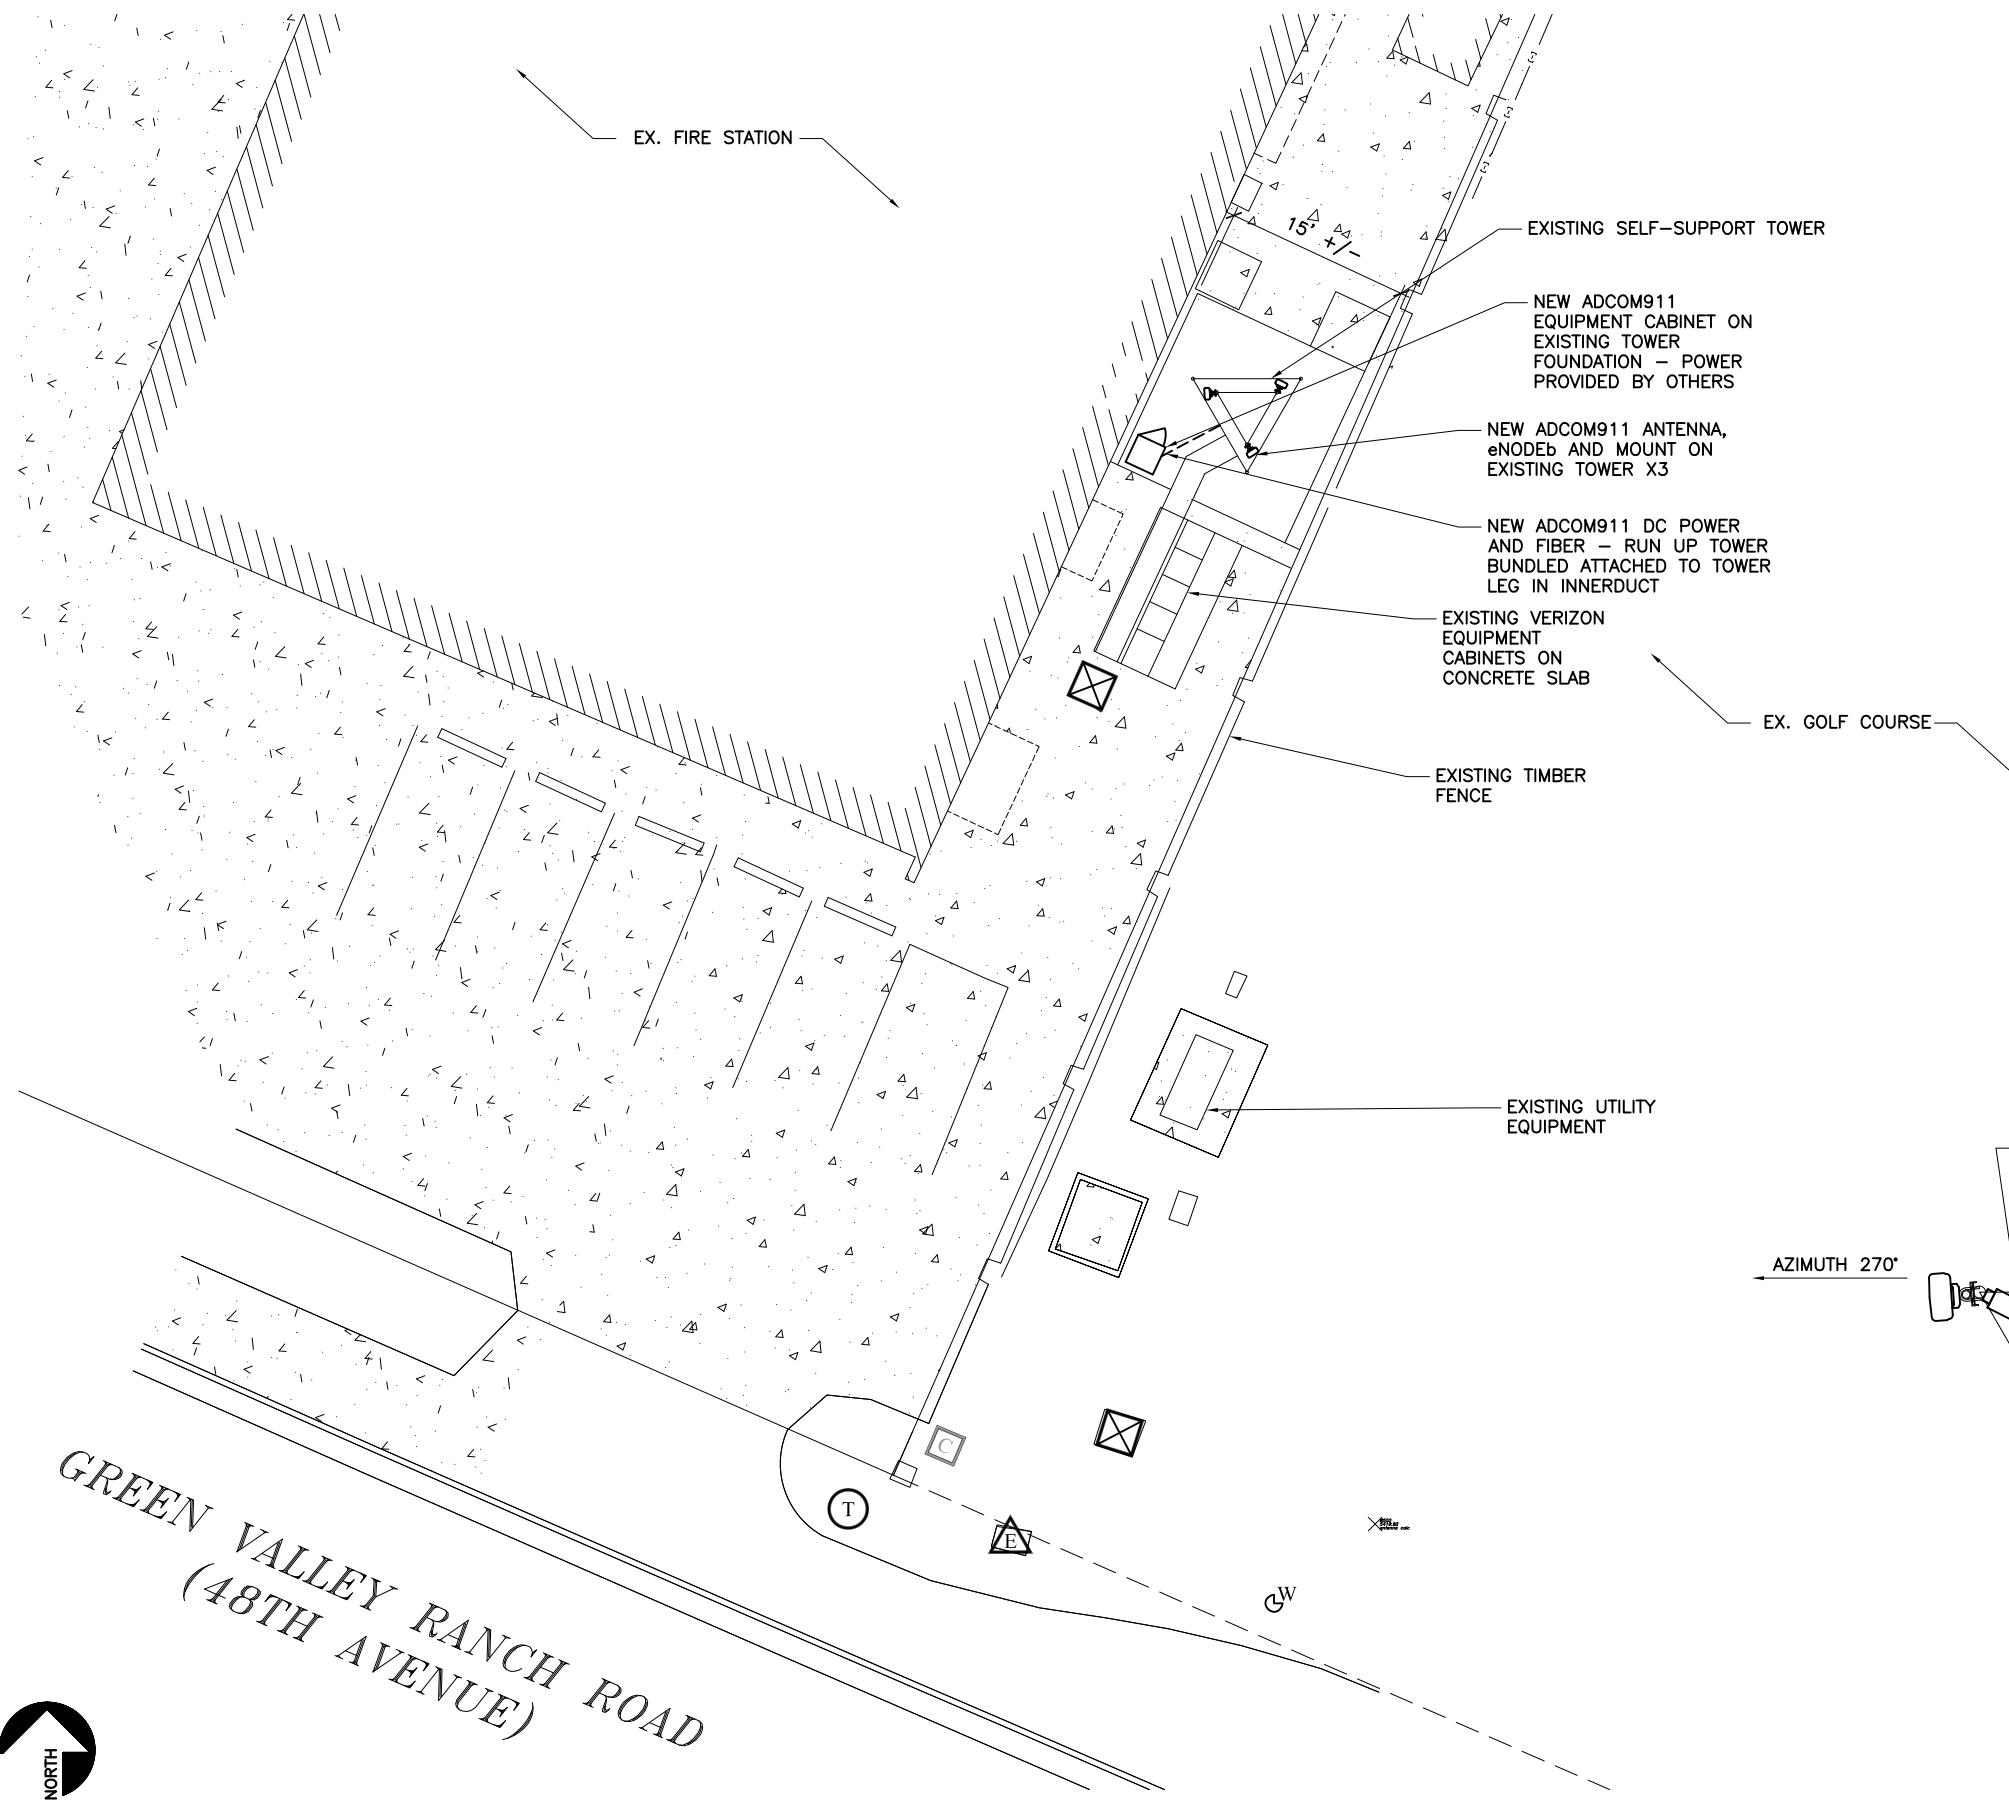 EX. FIRE STATION
15' +/-
EXISTING SELF-SUPPORT TOWER
NEW ADCOM911
EQUIPMENT CABINET ON
EXISTING TOWER
FOUNDATION - POWER
PROVIDED BY OTHERS
NEW ADCOM911 ANTENNA,
eNODEb AND MOUNT ON
EXISTING TOWER X3
NEW ADCOM911 DC POWER
AND FIBER - RUN UP TOWER
BUNDLED ATTACHED TO TOWER
LEG IN INNERDUCT
EXISTING VERIZON
EQUIPMENT
CABINETS ON
CONCRETE SLAB
EX. GOLF COURSE
EXISTING TIMBER
FENCE
EXISTING UTILITY
EQUIPMENT
AZIMUTH 270°
C
T
E
W
GREEN VALLEY RANCH ROAD
(48TH AVENUE)
NORTH